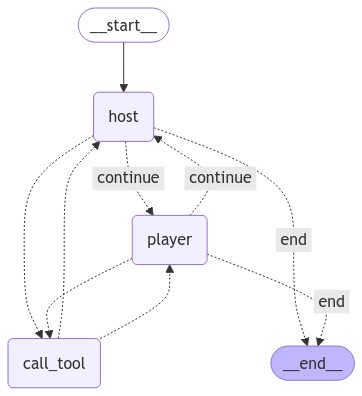 __start__
host
continue
continue
player
end
end
call_tool
__end__